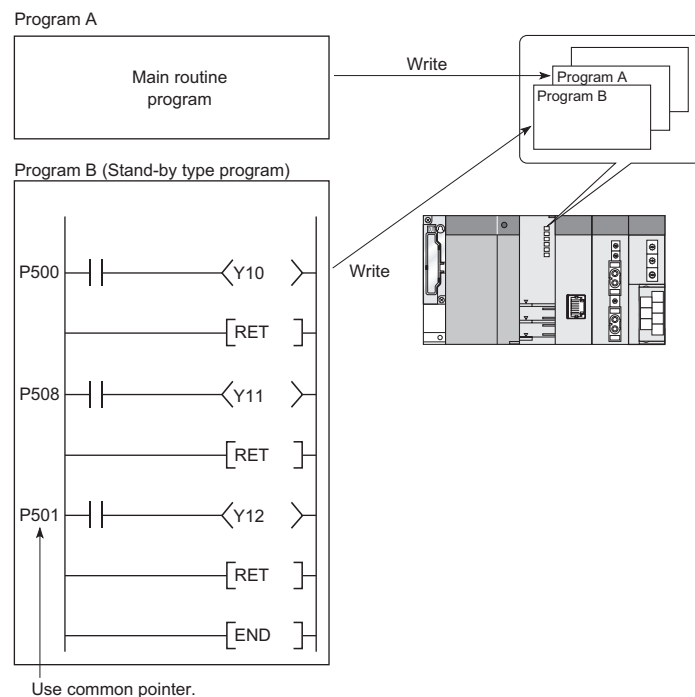 Program A
Main routine
program
Write
Program A
Program B
Program B (Stand-by type program)
P500
Y10
Write
RET
P508
Y11
RET
P501
Y12
RET
END
Use common pointer.